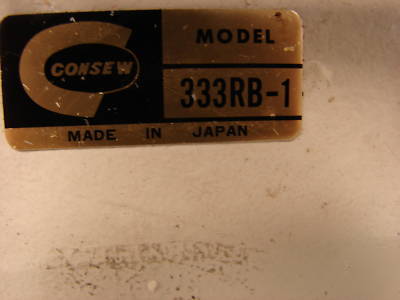 CONSEW
MODEL
333RB-1
MADE IN JAPAN